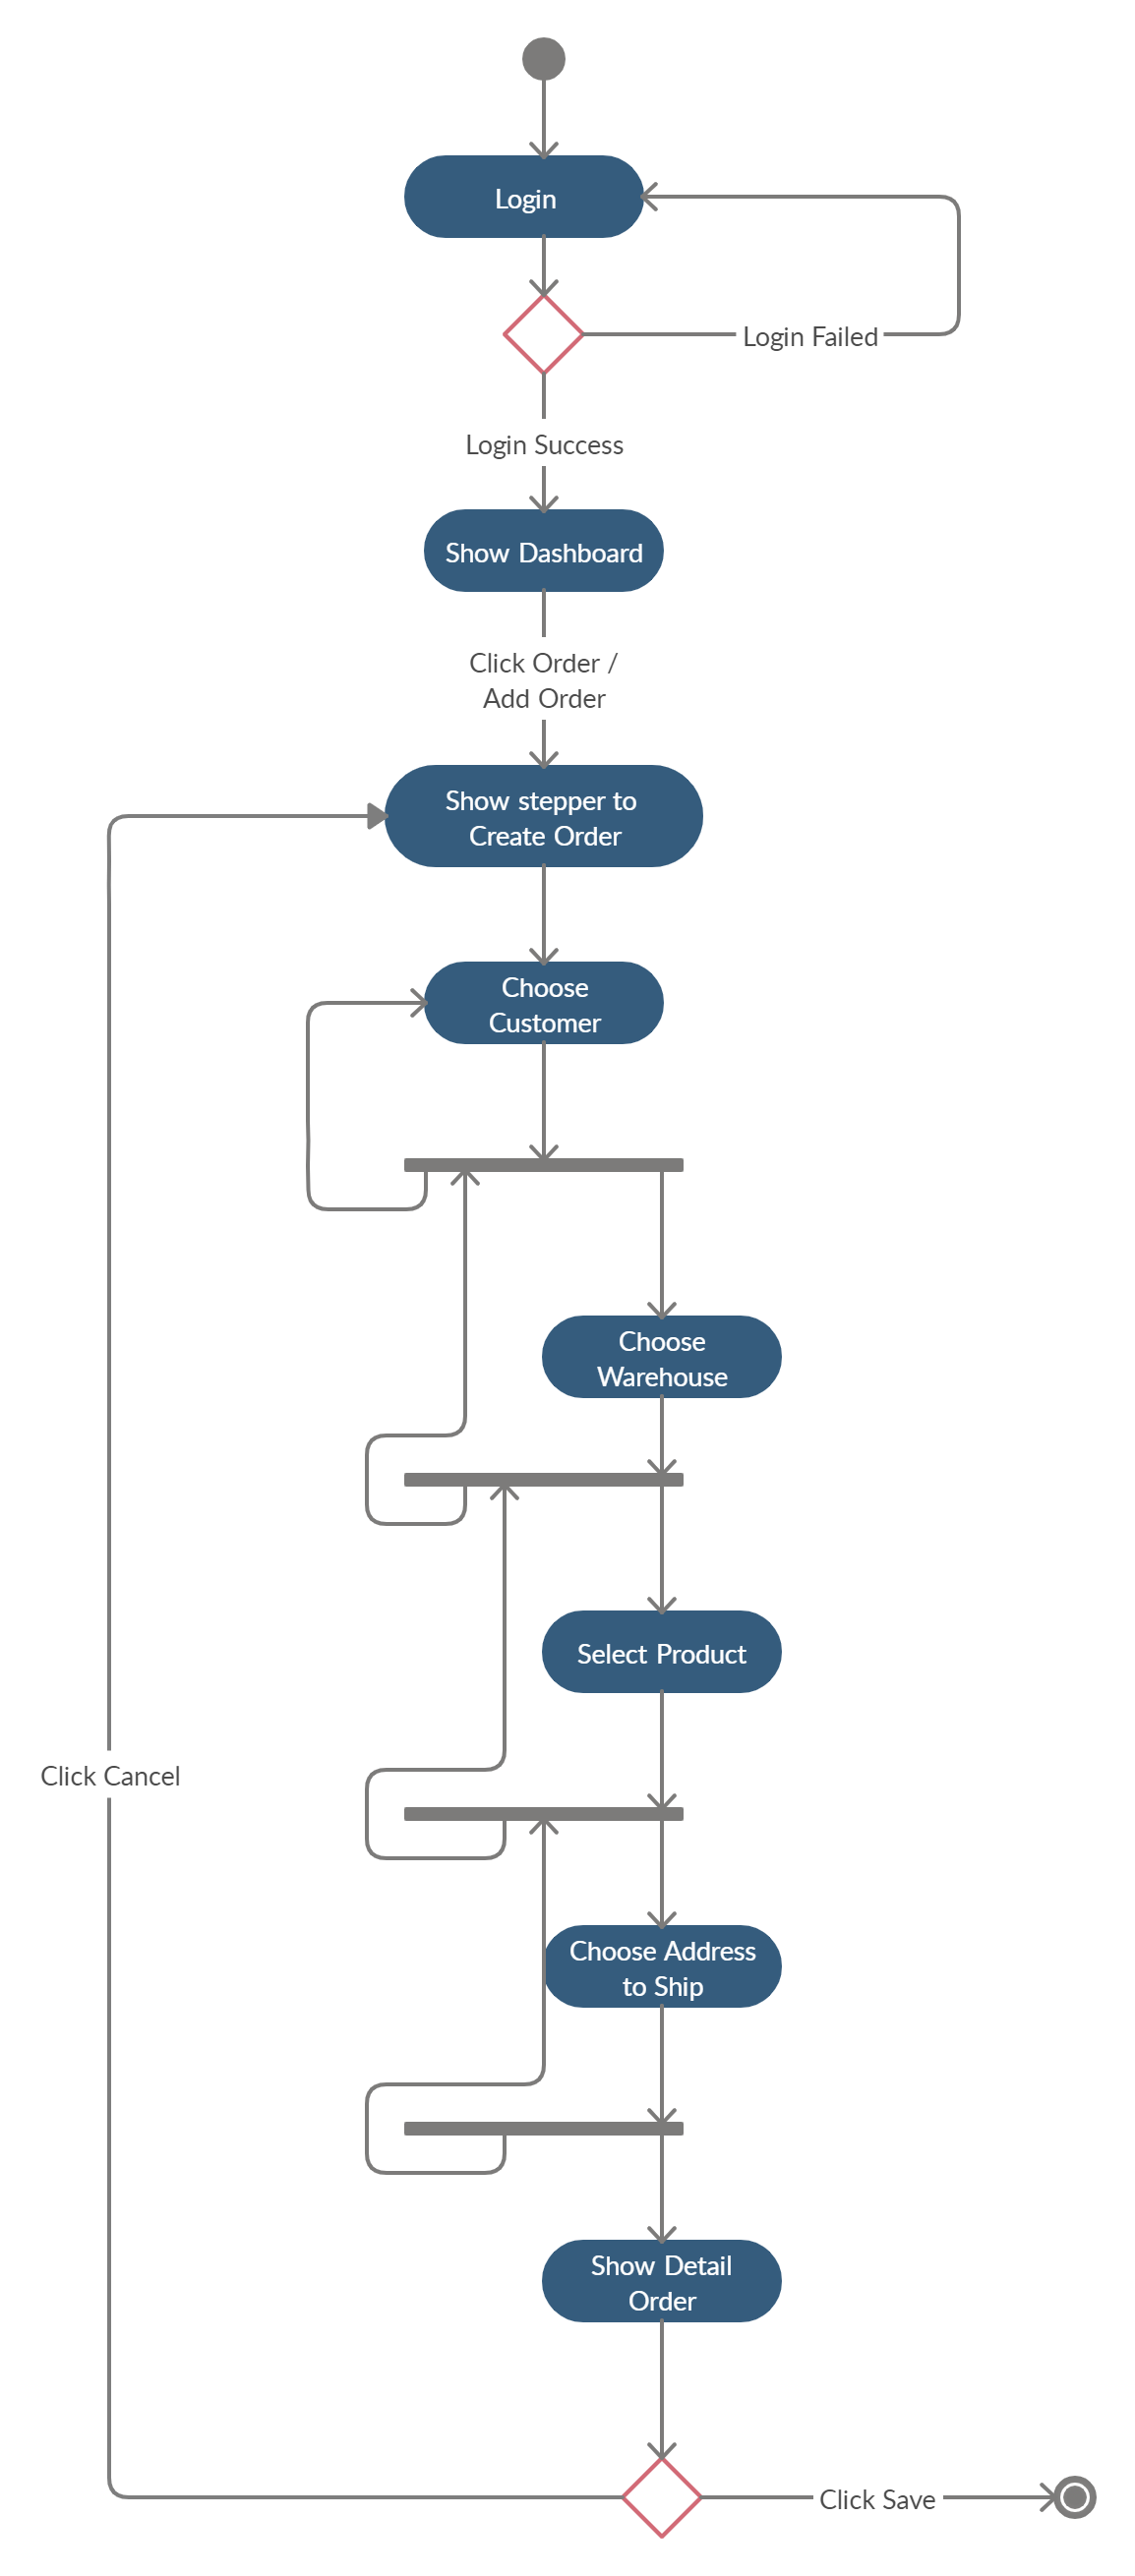 Login
Login Failed
Login Success
Show Dashboard
Click Order /
Add Order
Show stepper to
Create Order
Choose
Customer
Choose
Warehouse
Select Product
Click Cancel
Choose Address
to Ship
Show Detail
Order
Click Save